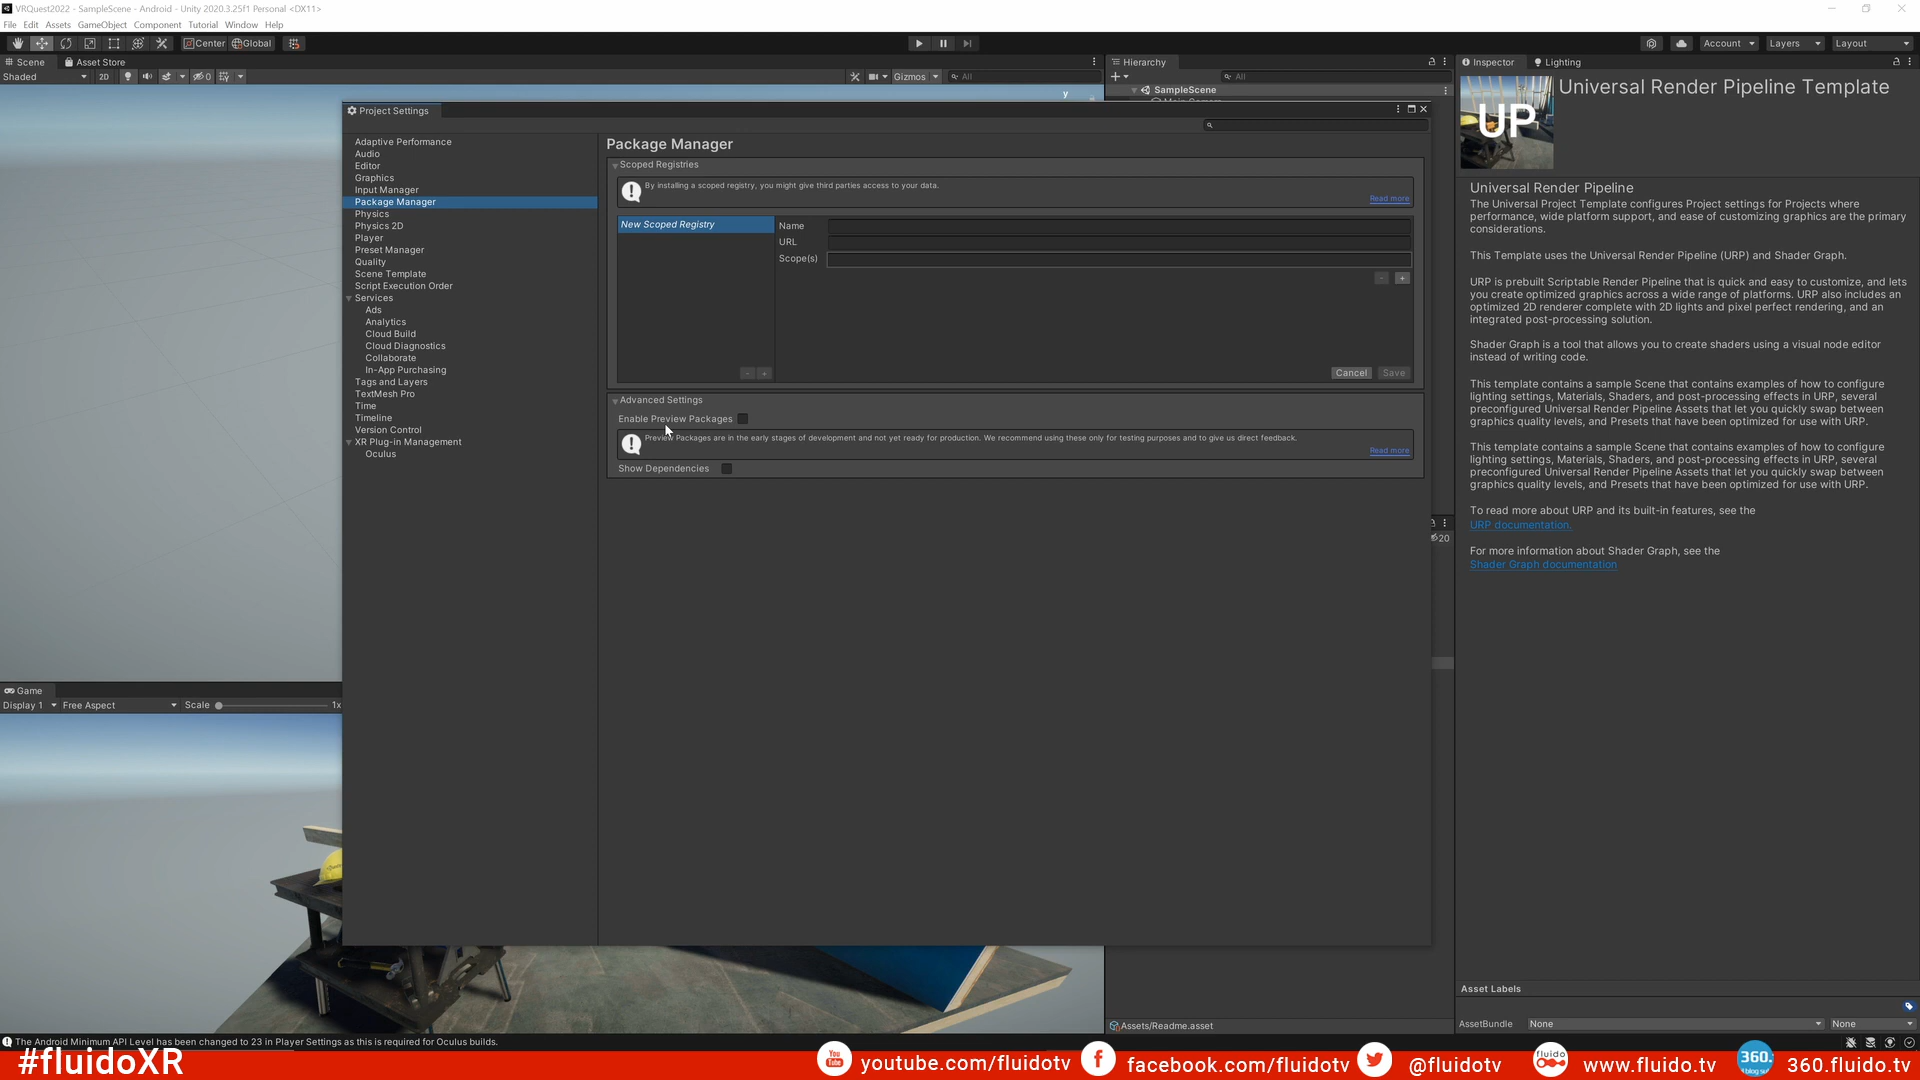 VRQuest2022 - SampleScene - Android - Unity 2020.3.25f1 Personal <DX11>
File Edit Assets GameObject Component Tutorial Window Help
Center Global
Account Layers Layout
Scene Asset Store
Shaded 2D 0 Gizmos All
Hierarchy
All
SampleScene
Inspector Lighting
UP
Universal Render Pipeline Template
Project Settings
Adaptive Performance
Audio
Editor
Graphics
Input Manager
Package Manager
Physics
Physics 2D
Player
Preset Manager
Quality
Scene Template
Script Execution Order
Services
Ads
Analytics
Cloud Build
Cloud Diagnostics
Collaborate
In-App Purchasing
Tags and Layers
TextMesh Pro
Time
Timeline
Version Control
XR Plug-in Management
Oculus
Package Manager
Scoped Registries
By installing a scoped registry, you might give third parties access to your data.
Read more
New Scoped Registry
Name
URL
Scope(s)
Cancel Save
Advanced Settings
Enable Preview Packages
Preview Packages are in the early stages of development and not yet ready for production. We recommend using these only for testing purposes and to give us direct feedback.
Read more
Show Dependencies
y
20
Universal Render Pipeline
The Universal Project Template configures Project settings for Projects where
performance, wide platform support, and ease of customizing graphics are the primary
considerations.
This Template uses the Universal Render Pipeline (URP) and Shader Graph.
URP is prebuilt Scriptable Render Pipeline that is quick and easy to customize, and lets
you create optimized graphics across a wide range of platforms. URP also includes an
optimized 2D renderer complete with 2D lights and pixel perfect rendering, and an
integrated post-processing solution.
Shader Graph is a tool that allows you to create shaders using a visual node editor
instead of writing code.
This template contains a sample Scene that contains examples of how to configure
lighting settings, Materials, Shaders, and post-processing effects in URP, several
preconfigured Universal Render Pipeline Assets that let you quickly swap between
graphics quality levels, and Presets that have been optimized for use with URP.
This template contains a sample Scene that contains examples of how to configure
lighting settings, Materials, Shaders, and post-processing effects in URP, several
preconfigured Universal Render Pipeline Assets that let you quickly swap between
graphics quality levels, and Presets that have been optimized for use with URP.
To read more about URP and its built-in features, see the
URP documentation.
For more information about Shader Graph, see the
Shader Graph documentation
Game
Display 1 Free Aspect Scale 1x
Asset Labels
AssetBundle None None
Assets/Readme.asset
The Android Minimum API Level has been changed to 23 in Player Settings as this is required for Oculus builds.
#fluidoXR
You Tube youtube.com/fluidotv f facebook.com/fluidotv @fluidotv fluido www.fluido.tv 360. 360.fluido.tv